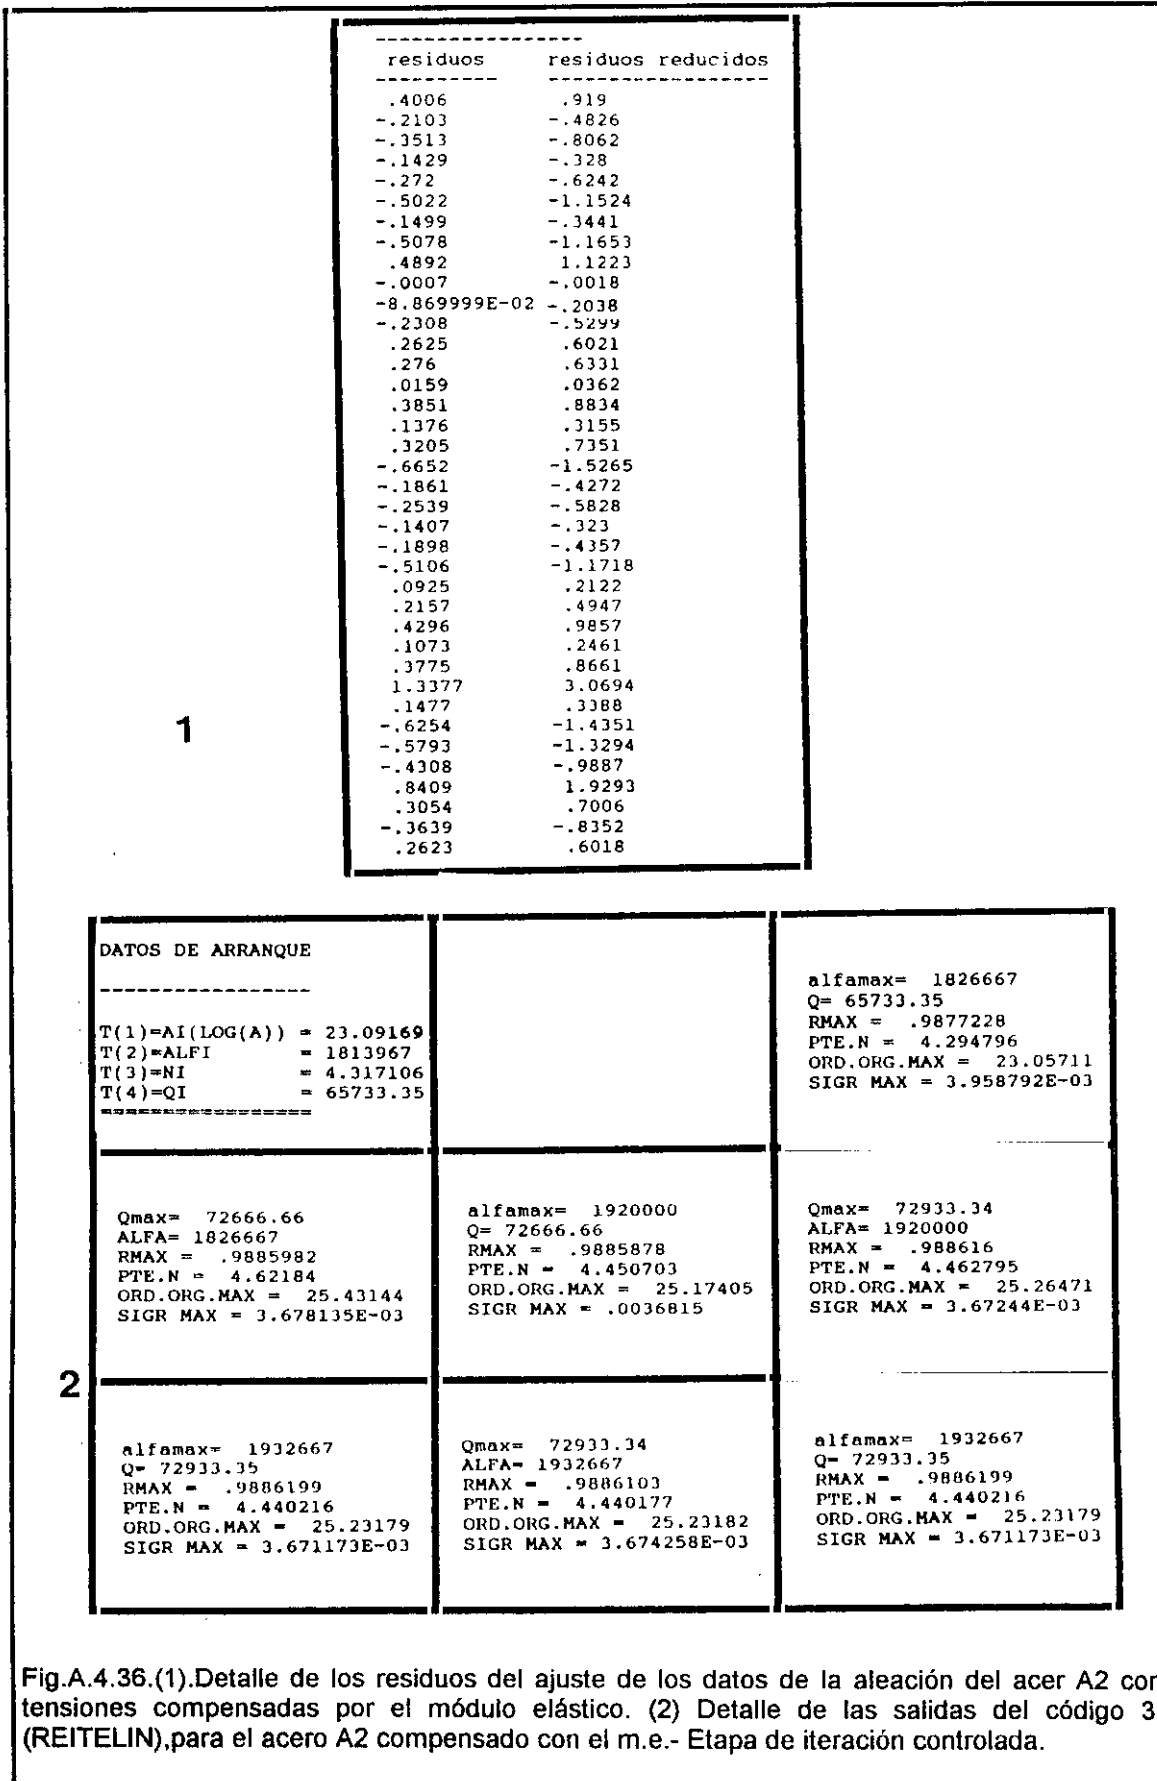 residuos residuos reducidos
.4006 .919
-.2103 -.4826
-.3513 -.8062
-.1429 -.328
-.272 -.6242
-.5022 -1.1524
-.1499 -.3441
-.5078 -1.1653
.4892 1.1223
-.0007 -.0018
-8.869999E-02 -.2038
-.2308 -.5299
.2625 .6021
.276 .6331
.0159 .0362
.3851 .8834
.1376 .3155
.3205 .7351
-.6652 -1.5265
-.1861 -.4272
-.2539 -.5828
-.1407 -.323
-.1898 -.4357
-.5106 -1.1718
.0925 .2122
.2157 .4947
.4296 .9857
.1073 .2461
.3775 .8661
1.3377 3.0694
.1477 .3388
-.6254 -1.4351
-.5793 -1.3294
-.4308 -.9887
.8409 1.9293
.3054 .7006
-.3639 -.8352
.2623 .6018
1
DATOS DE ARRANQUE
T(1)=AI(LOG(A)) = 23.09169
T(2)=ALFI = 1813967
T(3)=NI = 4.317106
T(4)=QI = 65733.35
==================
alfamax= 1826667
Q= 65733.35
RMAX = .9877228
PTE.N = 4.294796
ORD.ORG.MAX = 23.05711
SIGR MAX = 3.958792E-03
Qmax= 72666.66
ALFA= 1826667
RMAX = .9885982
PTE.N = 4.62184
ORD.ORG.MAX = 25.43144
SIGR MAX = 3.678135E-03
alfamax= 1920000
Q= 72666.66
RMAX = .9885878
PTE.N = 4.450703
ORD.ORG.MAX = 25.17405
SIGR MAX = .0036815
Qmax= 72933.34
ALFA= 1920000
RMAX = .988616
PTE.N = 4.462795
ORD.ORG.MAX = 25.26471
SIGR MAX = 3.67244E-03
2
alfamax= 1932667
Q= 72933.35
RMAX = .9886199
PTE.N = 4.440216
ORD.ORG.MAX = 25.23179
SIGR MAX = 3.671173E-03
Qmax= 72933.34
ALFA= 1932667
RMAX = .9886103
PTE.N = 4.440177
ORD.ORG.MAX = 25.23182
SIGR MAX = 3.674258E-03
alfamax= 1932667
Q= 72933.35
RMAX = .9886199
PTE.N = 4.440216
ORD.ORG.MAX = 25.23179
SIGR MAX = 3.671173E-03
Fig.A.4.36.(1).Detalle de los residuos del ajuste de los datos de la aleación del acer A2 con
tensiones compensadas por el módulo elástico. (2) Detalle de las salidas del código 3
(REITELIN),para el acero A2 compensado con el m.e.- Etapa de iteración controlada.